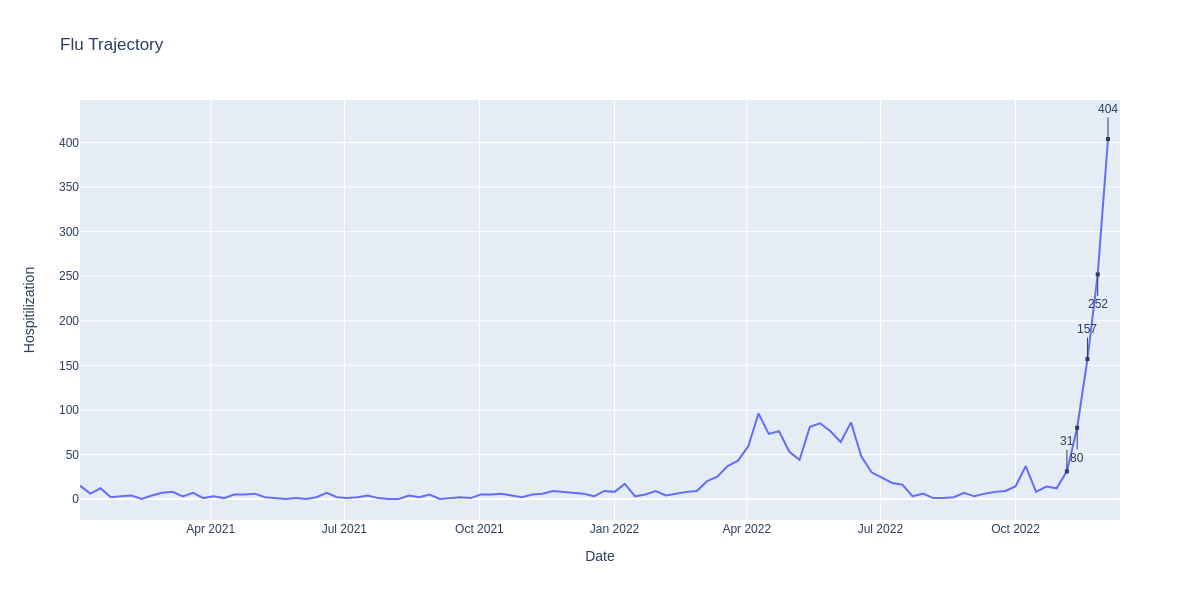 Flu Trajectory
404
400
350
300
250
252
200
157
150
100
31
80
50
0
Hospitilization
Apr 2021
Jul 2021
Oct 2021
Jan 2022
Apr 2022
Jul 2022
Oct 2022
Date